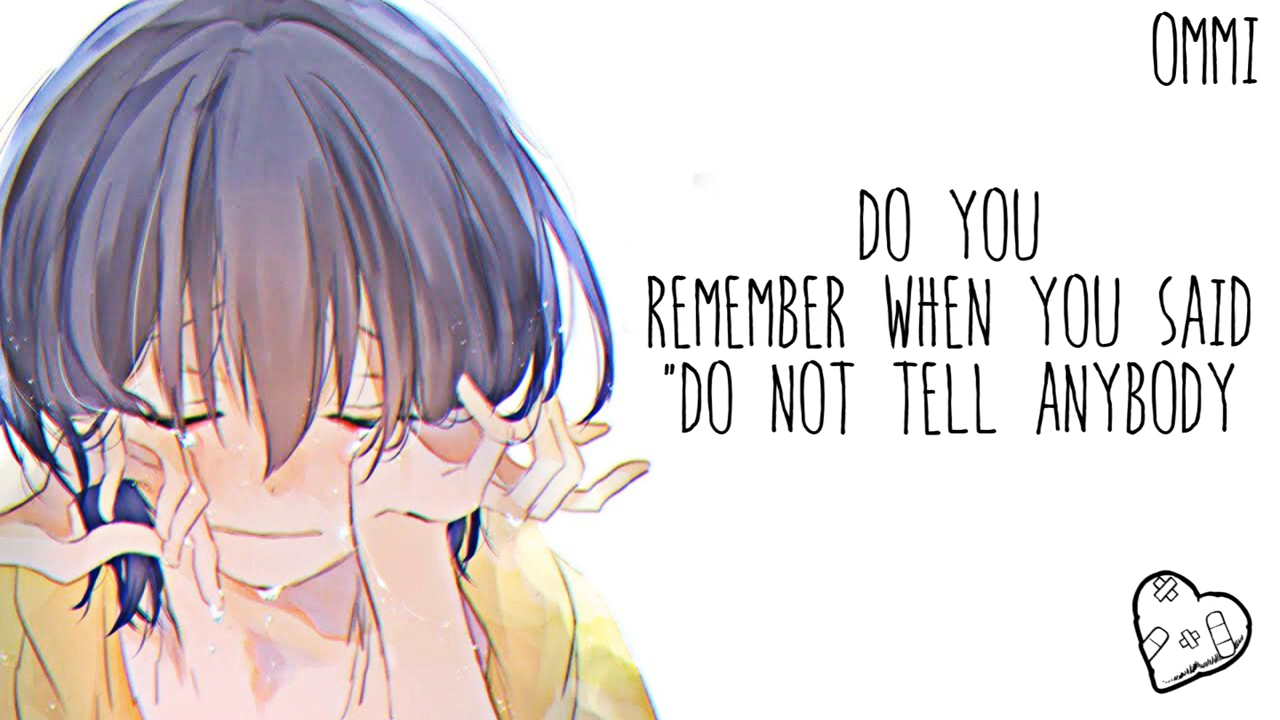 OMMI
DO YOU
REMEMBER WHEN YOU SAID
"DO NOT TELL ANYBODY